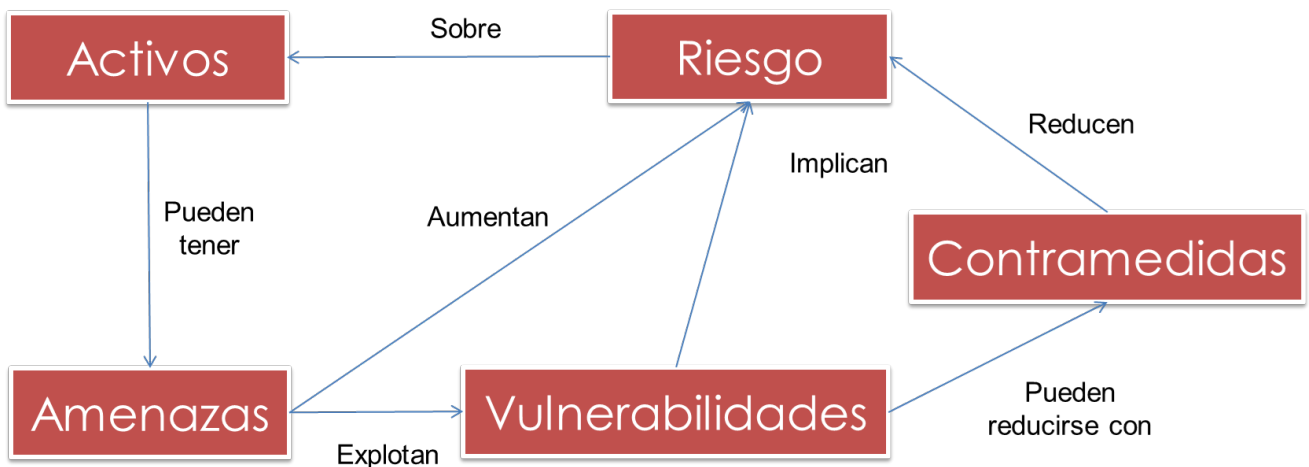 Sobre
Activos
Riesgo
Reducen
Implican
Pueden
tener
Aumentan
Contramedidas
Amenazas
Vulnerabilidades
Pueden
reducirse con
Explotan